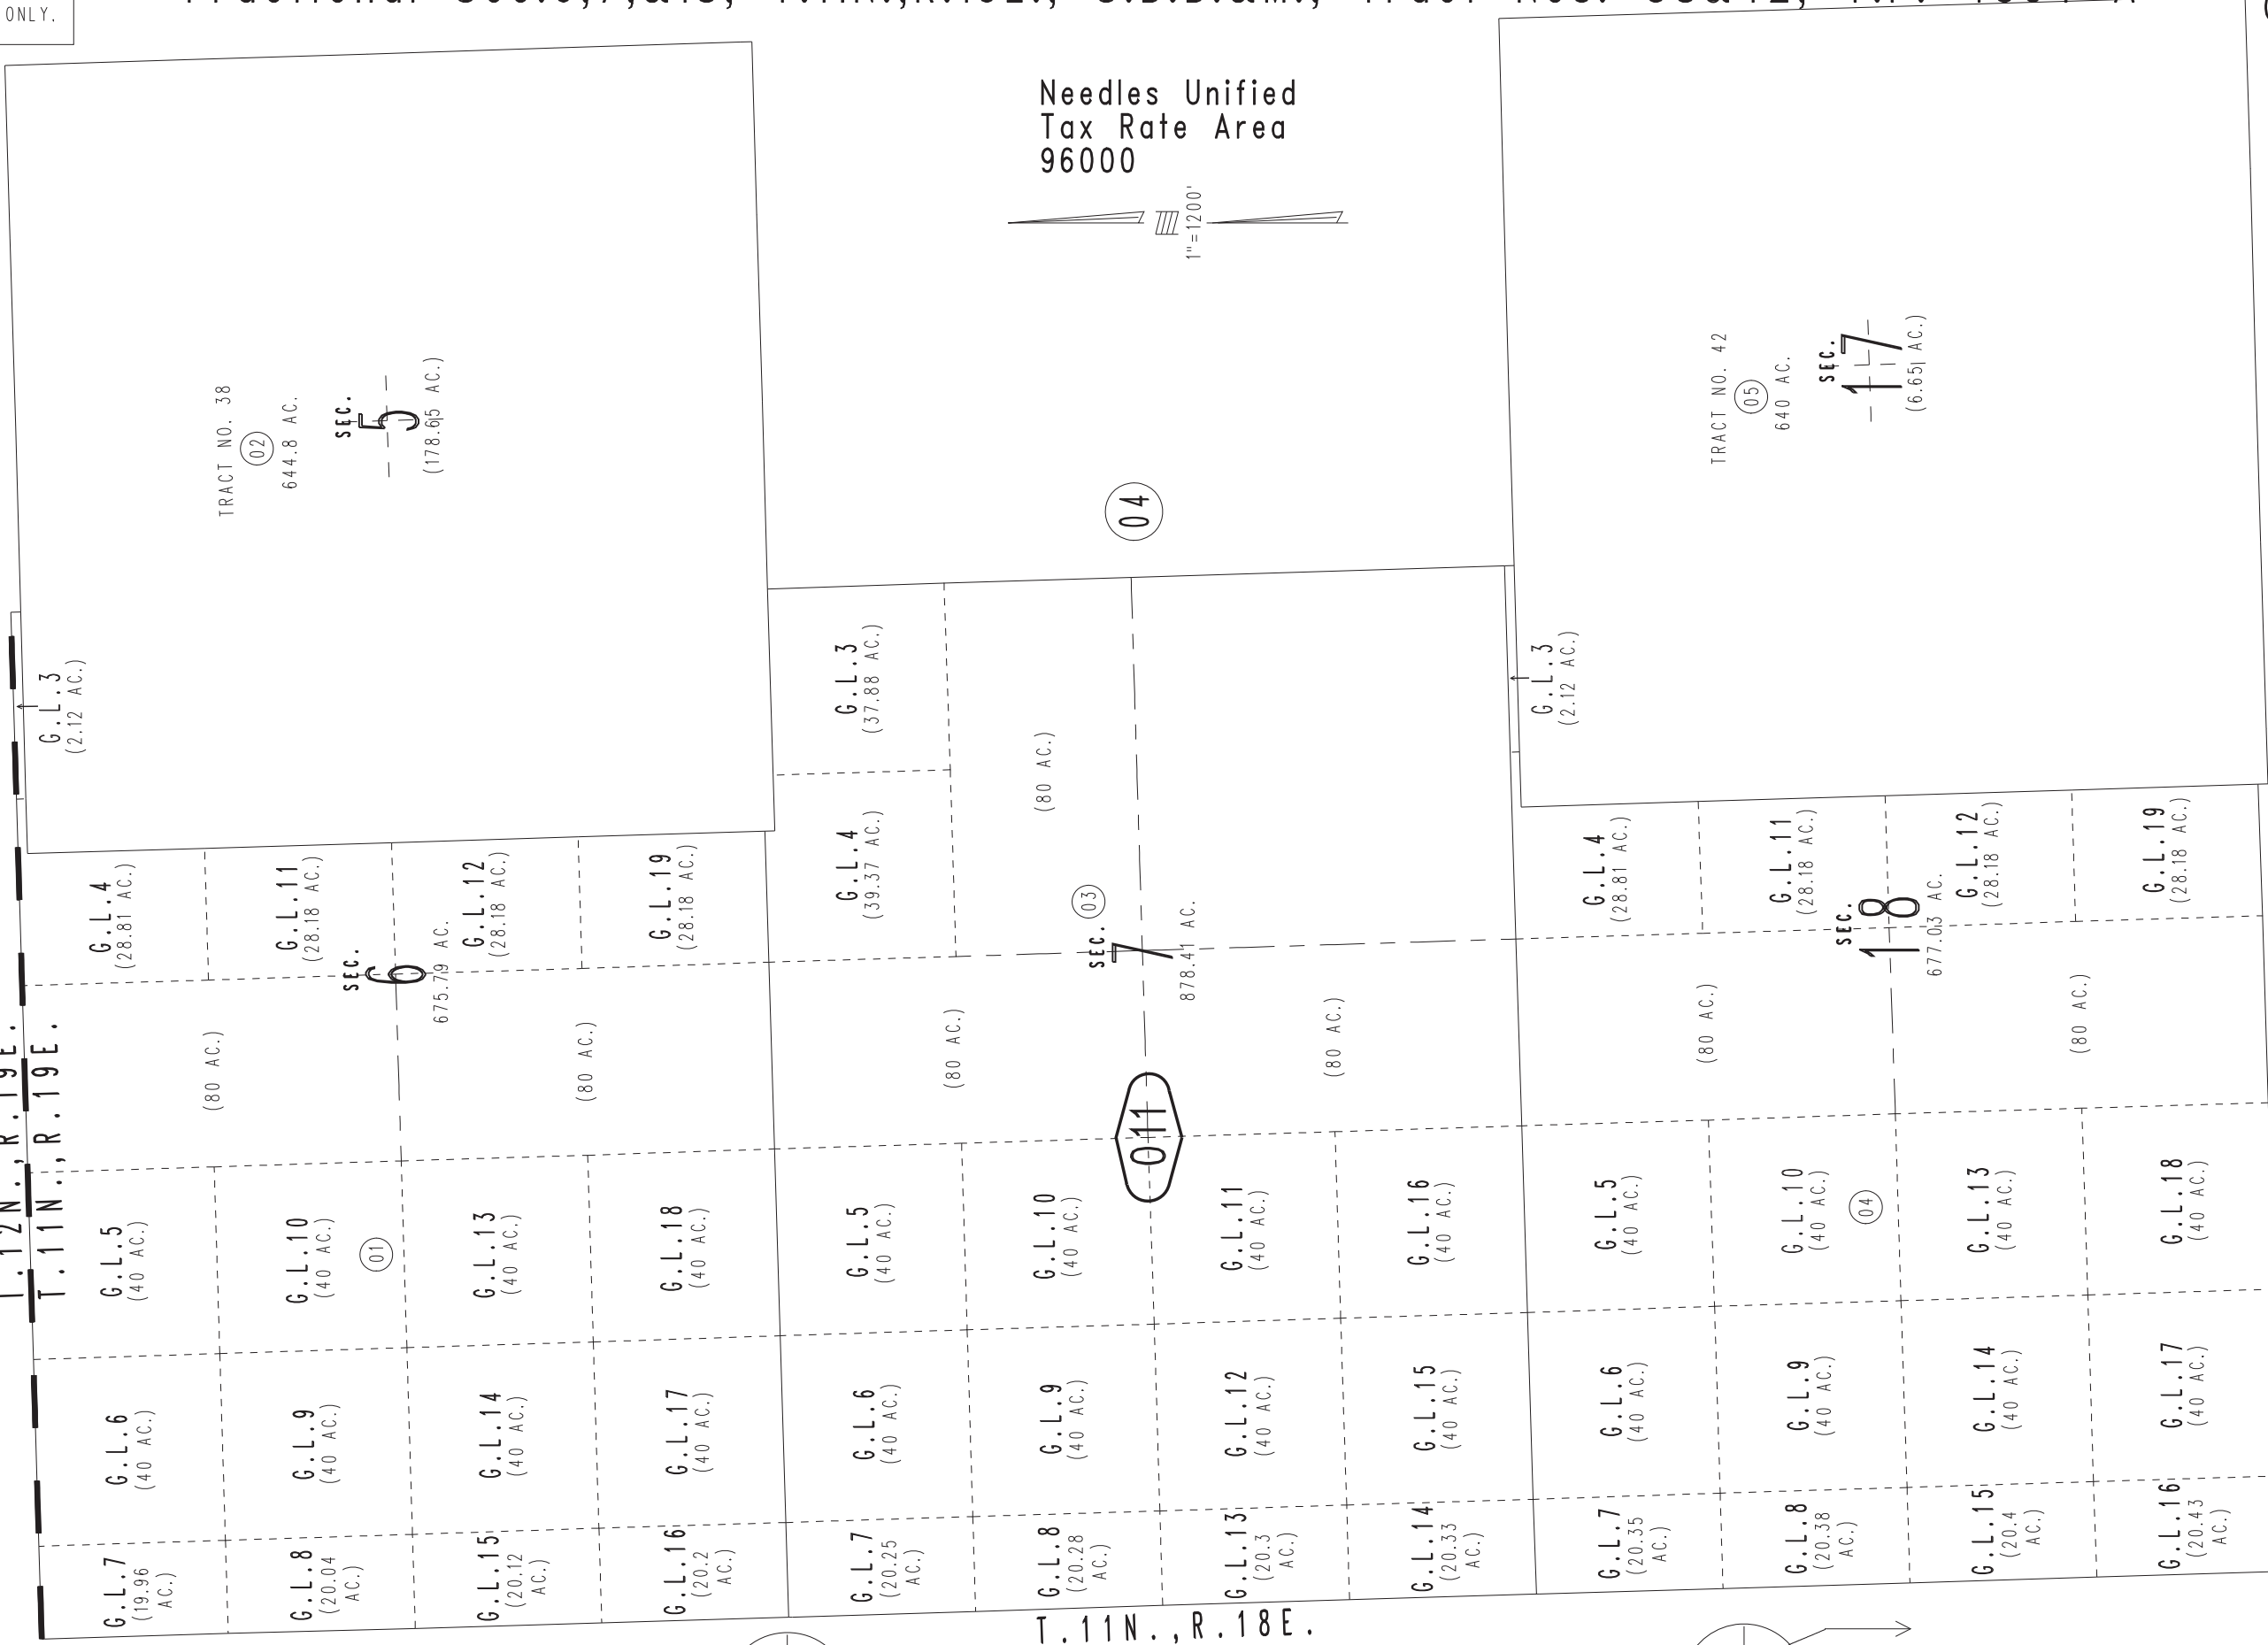 ONLY.
Needles Unified
Tax Rate Area
96000
1"=1200'
TRACT NO. 38
02
644.8 AC.
SEC.
5
(178.65 AC.)
TRACT NO. 42
05
640 AC.
SEC.
17
(6.65 AC.)
04
G.L.3
(2.12 AC.)
G.L.3
(37.88 AC.)
G.L.3
(2.12 AC.)
(80 AC.)
G.L.4
(28.81 AC.)
G.L.11
(28.18 AC.)
G.L.12
(28.18 AC.)
G.L.19
(28.18 AC.)
SEC.
6
675.79 AC.
G.L.4
(39.37 AC.)
03
SEC.
7
878.41 AC.
G.L.4
(28.81 AC.)
G.L.11
(28.18 AC.)
G.L.12
(28.18 AC.)
G.L.19
(28.18 AC.)
SEC.
18
677.03 AC.
T.12N.,R.19E.
T.11N.,R.19E.
(80 AC.)
(80 AC.)
(80 AC.)
(80 AC.)
(80 AC.)
(80 AC.)
011
G.L.5
(40 AC.)
G.L.10
(40 AC.)
01
G.L.13
(40 AC.)
G.L.18
(40 AC.)
G.L.5
(40 AC.)
G.L.10
(40 AC.)
G.L.11
(40 AC.)
G.L.16
(40 AC.)
G.L.5
(40 AC.)
G.L.10
(40 AC.)
04
G.L.13
(40 AC.)
G.L.18
(40 AC.)
G.L.6
(40 AC.)
G.L.9
(40 AC.)
G.L.14
(40 AC.)
G.L.17
(40 AC.)
G.L.6
(40 AC.)
G.L.9
(40 AC.)
G.L.12
(40 AC.)
G.L.15
(40 AC.)
G.L.6
(40 AC.)
G.L.9
(40 AC.)
G.L.14
(40 AC.)
G.L.17
(40 AC.)
G.L.7
(19.96
AC.)
G.L.8
(20.04
AC.)
G.L.15
(20.12
AC.)
G.L.16
(20.2
AC.)
G.L.7
(20.25
AC.)
G.L.8
(20.28
AC.)
G.L.13
(20.3
AC.)
G.L.14
(20.33
AC.)
G.L.7
(20.35
AC.)
G.L.8
(20.38
AC.)
G.L.15
(20.4
AC.)
G.L.16
(20.43
AC.)
T.11N.,R.18E.